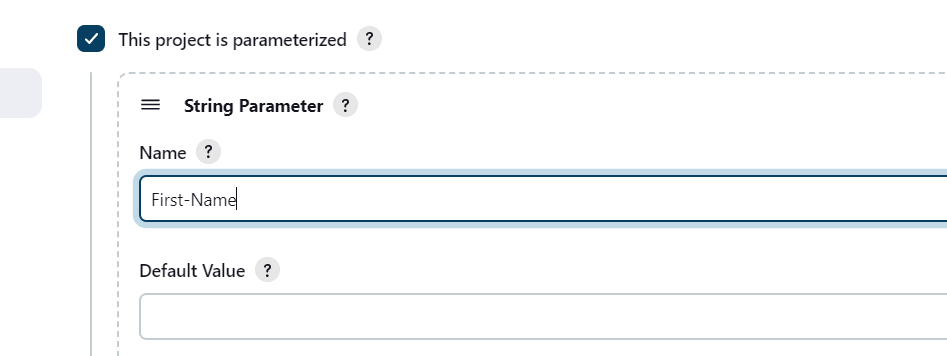 This project is parameterized ?
String Parameter ?
Name ?
First-Name
Default Value ?